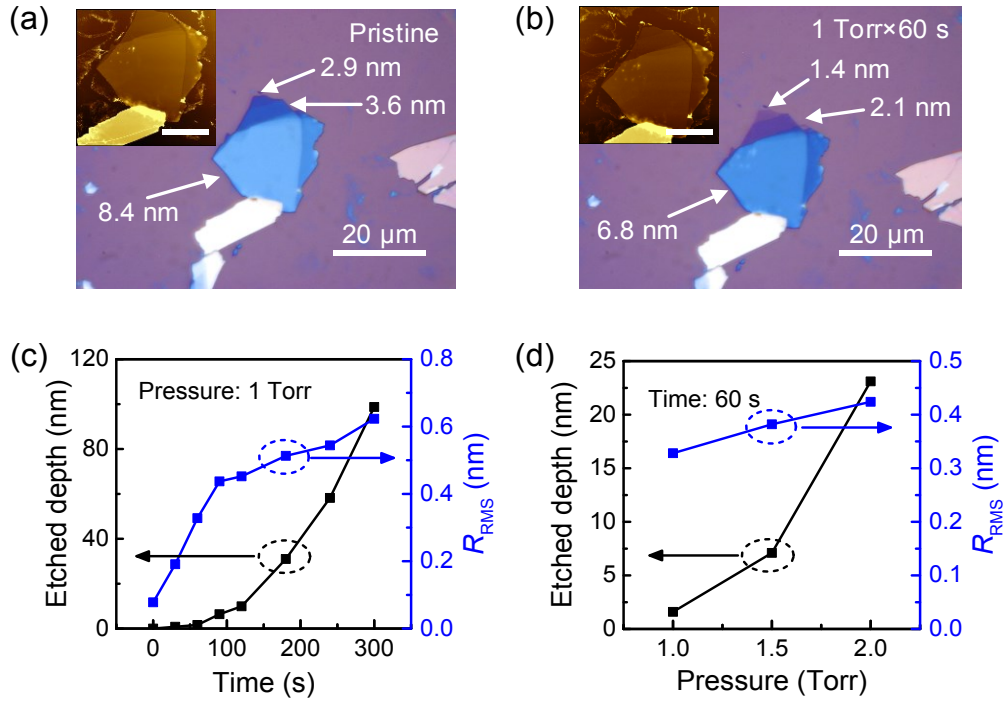 (a)
Pristine
2.9 nm
3.6 nm
8.4 nm
20 μm
(b)
1 Torr×60 s
1.4 nm
2.1 nm
6.8 nm
20 μm
(c)
Pressure: 1 Torr
Etched depth (nm)
120
80
40
0
0 100 200 300
Time (s)
0.8
0.6
0.4
0.2
0.0
R_RMS (nm)
(d)
Time: 60 s
Etched depth (nm)
25
20
15
10
5
0
1.0 1.5 2.0
Pressure (Torr)
0.5
0.4
0.3
0.2
0.1
0.0
R_RMS (nm)